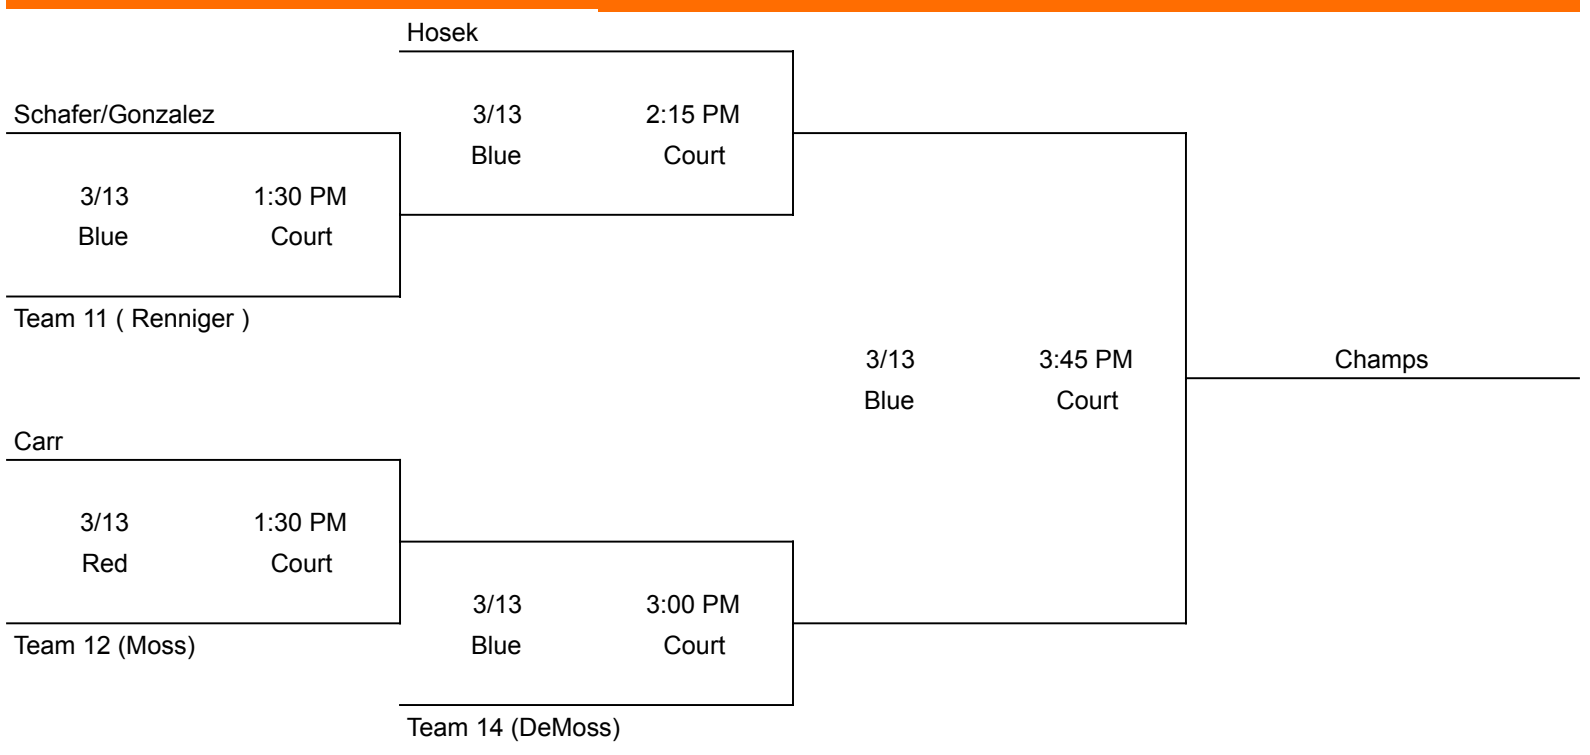 Hosek
Schafer/Gonzalez
3/13 2:15 PM
Blue Court
3/13 1:30 PM
Blue Court
Team 11 ( Renniger )
3/13 3:45 PM
Champs
Blue Court
Carr
3/13 1:30 PM
Red Court
3/13 3:00 PM
Team 12 (Moss)
Blue Court
Team 14 (DeMoss)